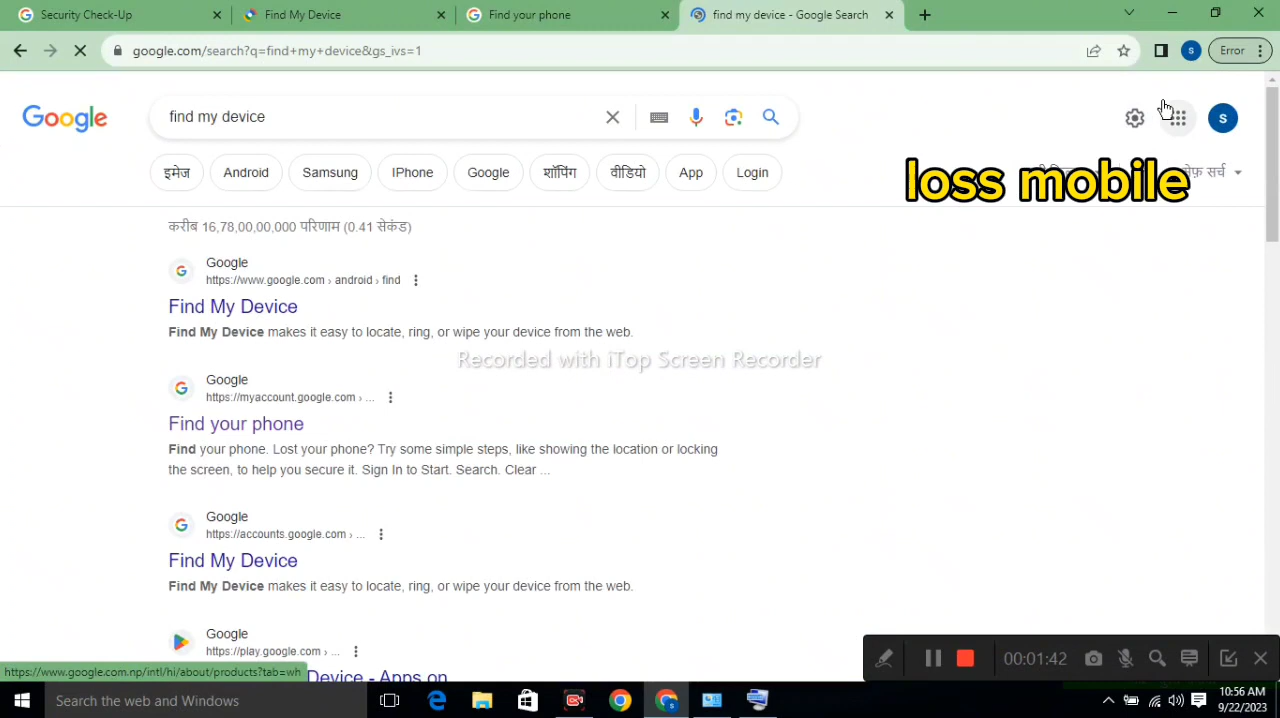 Security Check-Up
Find My Device
Find your phone
find my device - Google Search
google.com/search?q=find+my+device&gs_ivs=1
s
Error
Google
find my device
s
इमेज
Android
Samsung
IPhone
Google
शॉपिंग
वीडियो
App
Login
सर्च
loss mobile
करीब 16,78,00,00,000 परिणाम (0.41 सेकंड)
Google
https://www.google.com › android › find
Find My Device
Find My Device makes it easy to locate, ring, or wipe your device from the web.
Recorded with iTop Screen Recorder
Google
https://myaccount.google.com › ...
Find your phone
Find your phone. Lost your phone? Try some simple steps, like showing the location or locking
the screen, to help you secure it. Sign In to Start. Search. Clear ...
Google
https://accounts.google.com › ...
Find My Device
Find My Device makes it easy to locate, ring, or wipe your device from the web.
Google
https://play.google.com › ...
Device - Apps on
https://www.google.com.np/intl/hi/about/products?tab=wh
00:01:42
Search the web and Windows
10:56 AM
9/22/2023